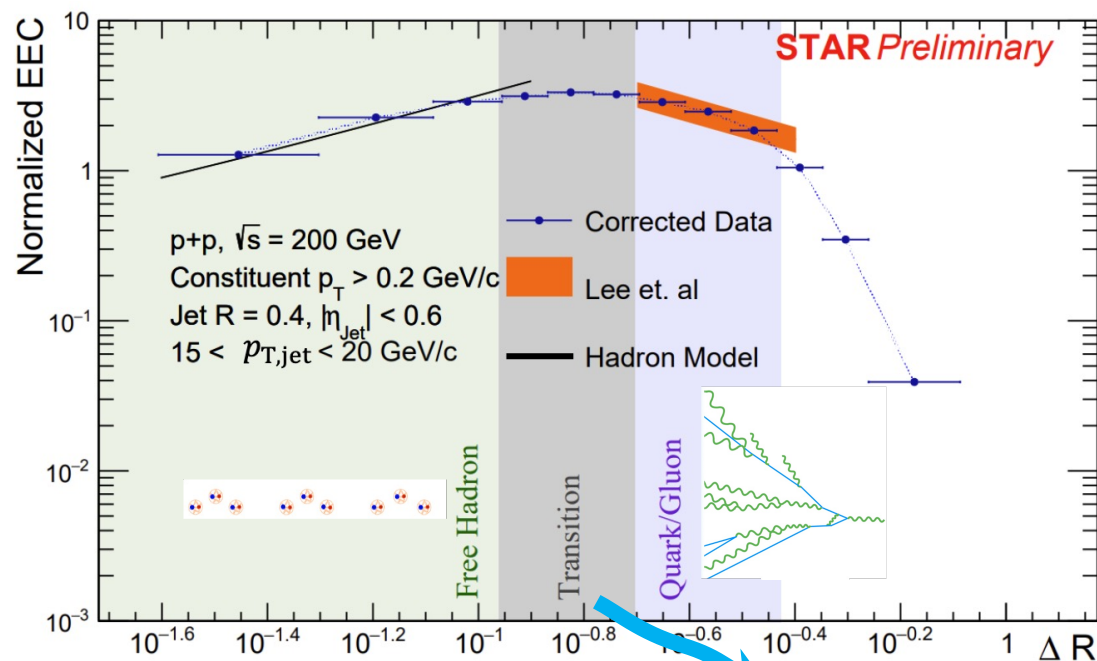 STAR Preliminary
Normalized EEC
10
1
10⁻¹
10⁻²
10⁻³
p+p, √s = 200 GeV
Constituent p_T > 0.2 GeV/c
Jet R = 0.4, |η_Jet| < 0.6
15 < p_T,jet < 20 GeV/c
Corrected Data
Lee et. al
Hadron Model
Free Hadron
Transition
Quark/Gluon
10⁻¹·⁶ 10⁻¹·⁴ 10⁻¹·² 10⁻¹ 10⁻⁰·⁸ 10⁻⁰·⁶ 10⁻⁰·⁴ 10⁻⁰·² 1 Δ R